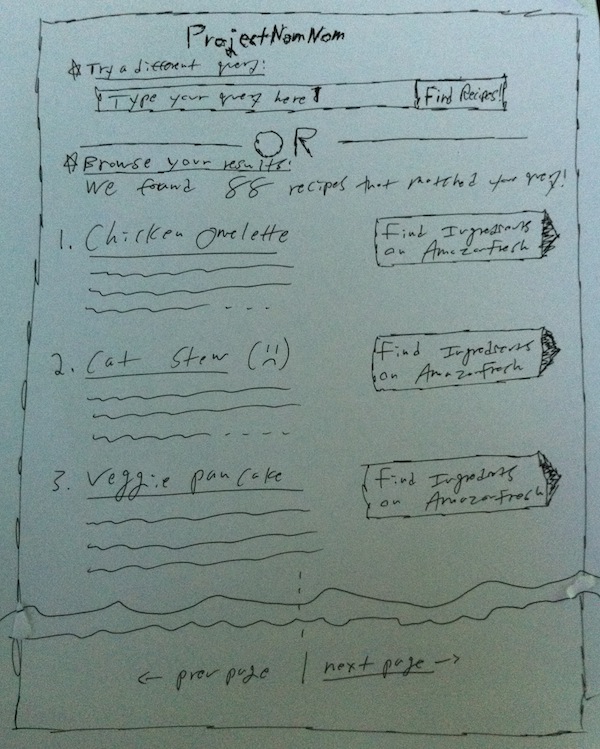 ProjectNomNom
☆ Try a different query:
Type your query here
Find Recipes!
OR
☆ Browse your results:
We found 88 recipes that matched your query!
1. Chicken Omelette
Find Ingredients
on AmazonFresh
2. Cat Stew (:()
Find Ingredients
on AmazonFresh
3. Veggie pancake
Find Ingredients
on AmazonFresh
← prev page | next page →